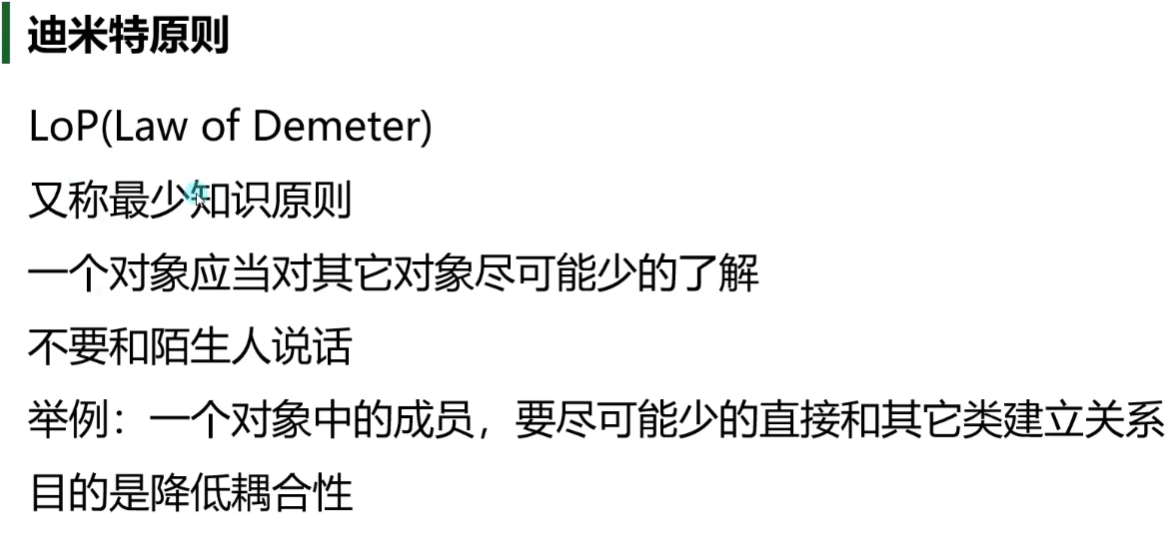 迪米特原则
LoP(Law of Demeter)
又称最少知识原则
一个对象应当对其它对象尽可能少的了解
不要和陌生人说话
举例：一个对象中的成员，要尽可能少的直接和其它类建立关系
目的是降低耦合性